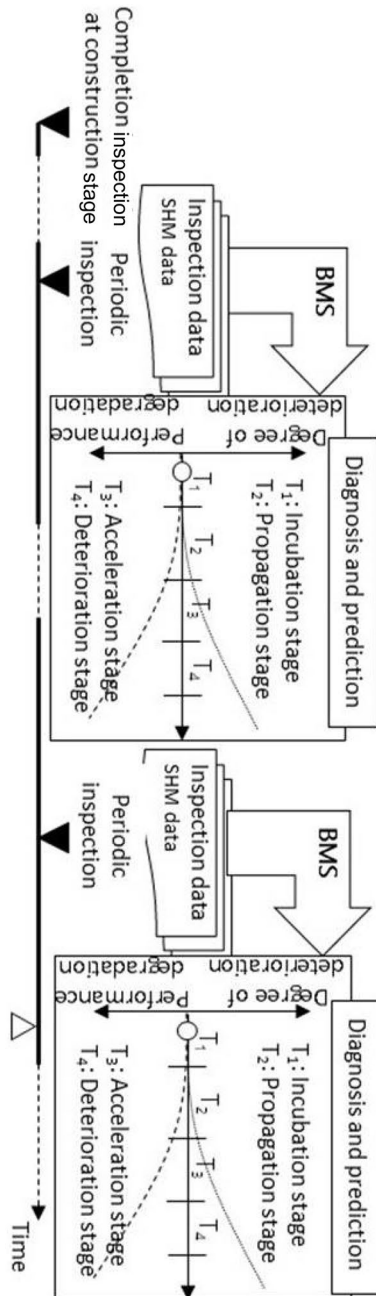 BMS
Inspection data
SHM data
Completion inspection
at construction stage
Periodic
inspection
Diagnosis and prediction
Degree of
deterioration
Performance
degradation
T1: Incubation stage
T2: Propagation stage
T1
T2
T3
T4
T3: Acceleration stage
T4: Deterioration stage
BMS
Inspection data
SHM data
Periodic
inspection
Diagnosis and prediction
Degree of
deterioration
Performance
degradation
T1: Incubation stage
T2: Propagation stage
T1
T2
T3
T4
T3: Acceleration stage
T4: Deterioration stage
Time